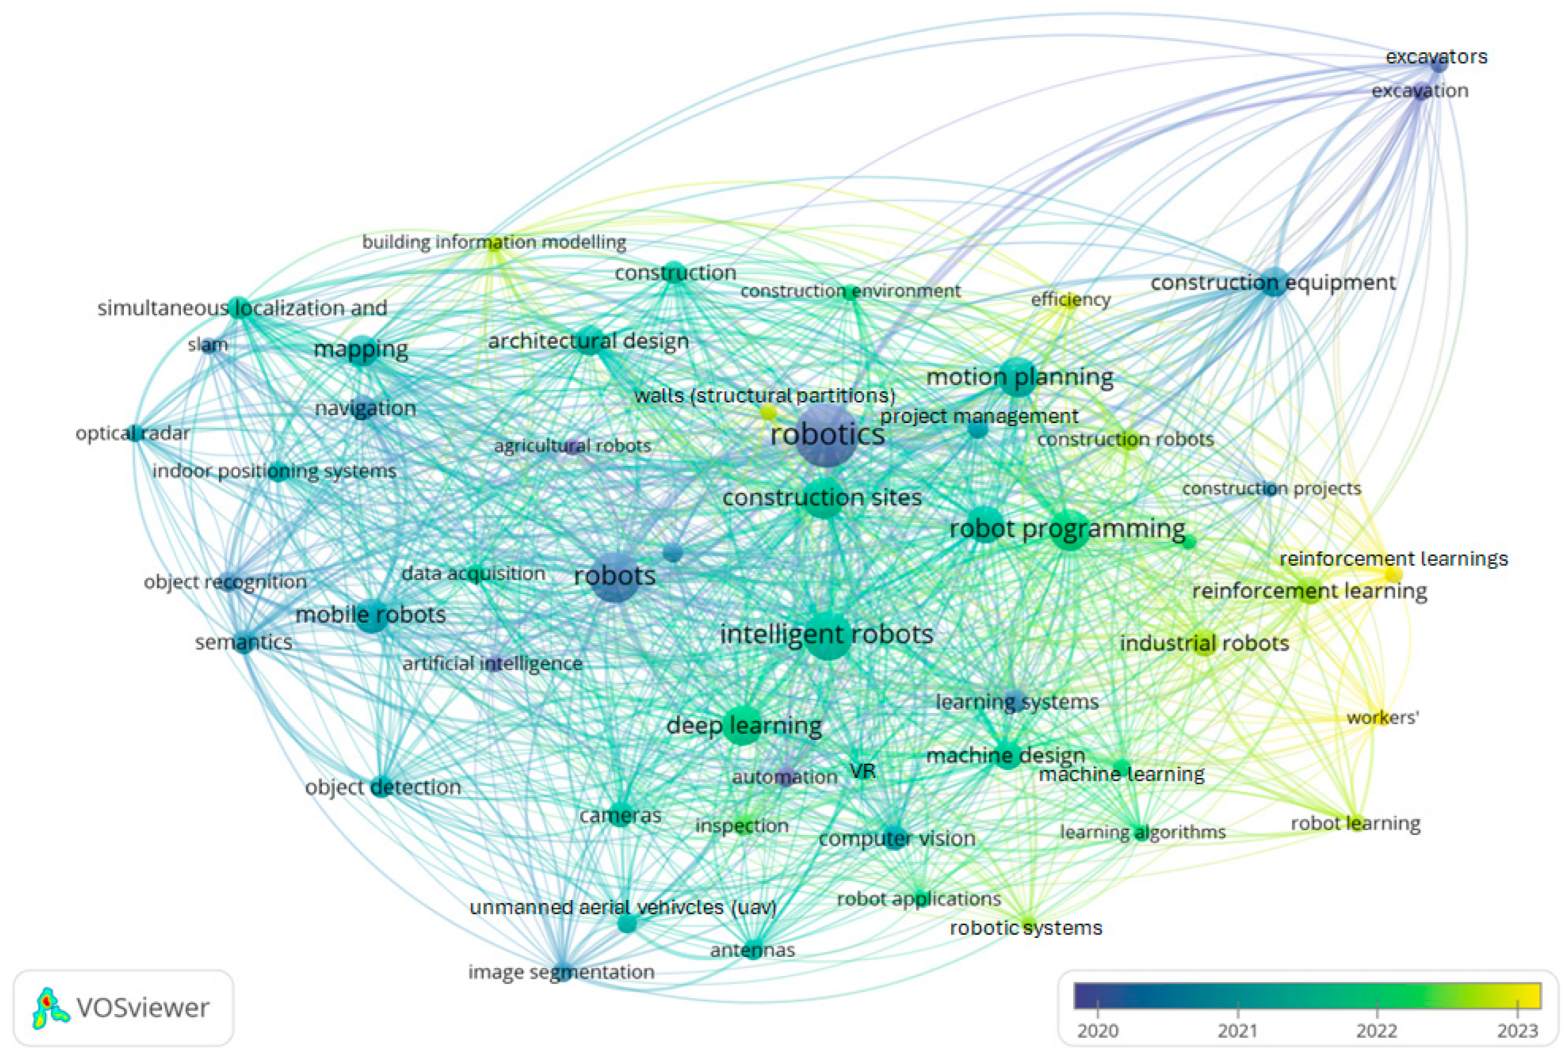 excavators
excavation
building information modelling
construction
construction equipment
construction environment
efficiency
simultaneous localization and
slam
mapping
architectural design
motion planning
walls (structural partitions)
navigation
project management
optical radar
robotics
construction robots
agricultural robots
indoor positioning systems
construction projects
construction sites
robot programming
reinforcement learnings
data acquisition
robots
object recognition
reinforcement learning
mobile robots
intelligent robots
semantics
industrial robots
artificial intelligence
learning systems
workers'
deep learning
machine design
VR
automation
machine learning
object detection
cameras
inspection
robot learning
computer vision
learning algorithms
robot applications
unmanned aerial vehivcles (uav)
robotic systems
antennas
image segmentation
VOSviewer
2020 2021 2022 2023